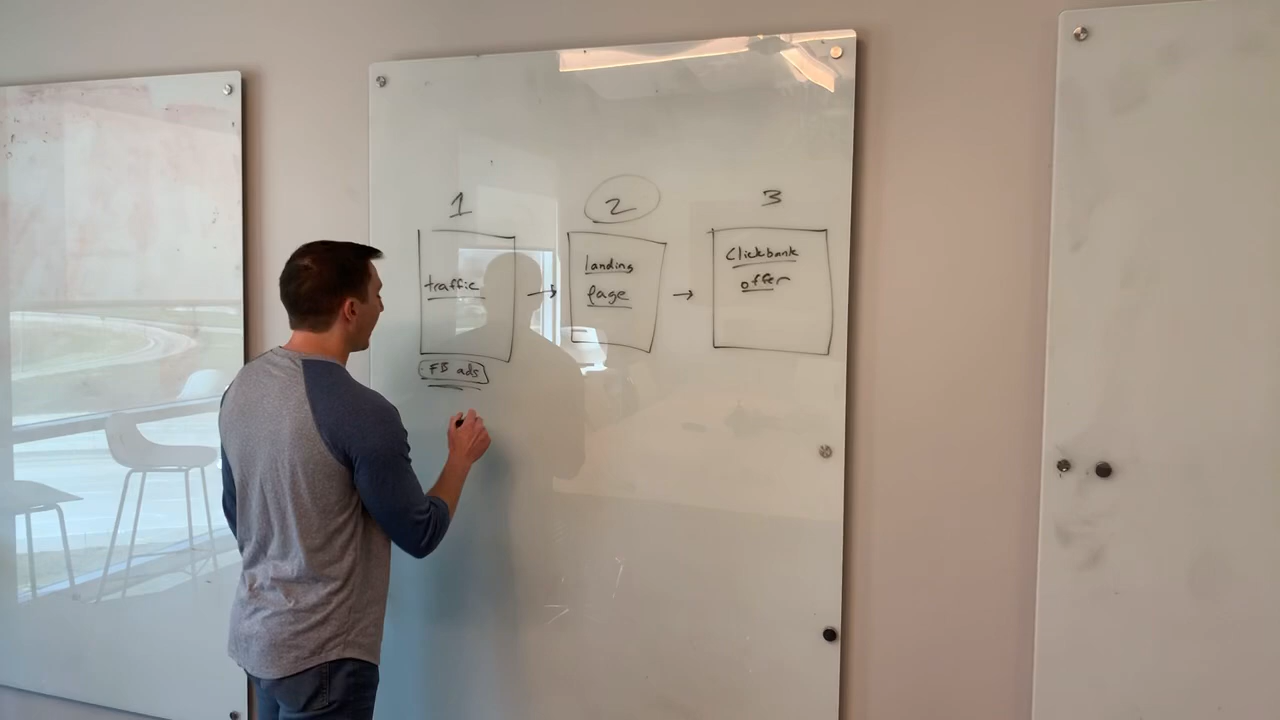 1
2
3
traffic
→
landing
page
→
Clickbank
offer
FB ads